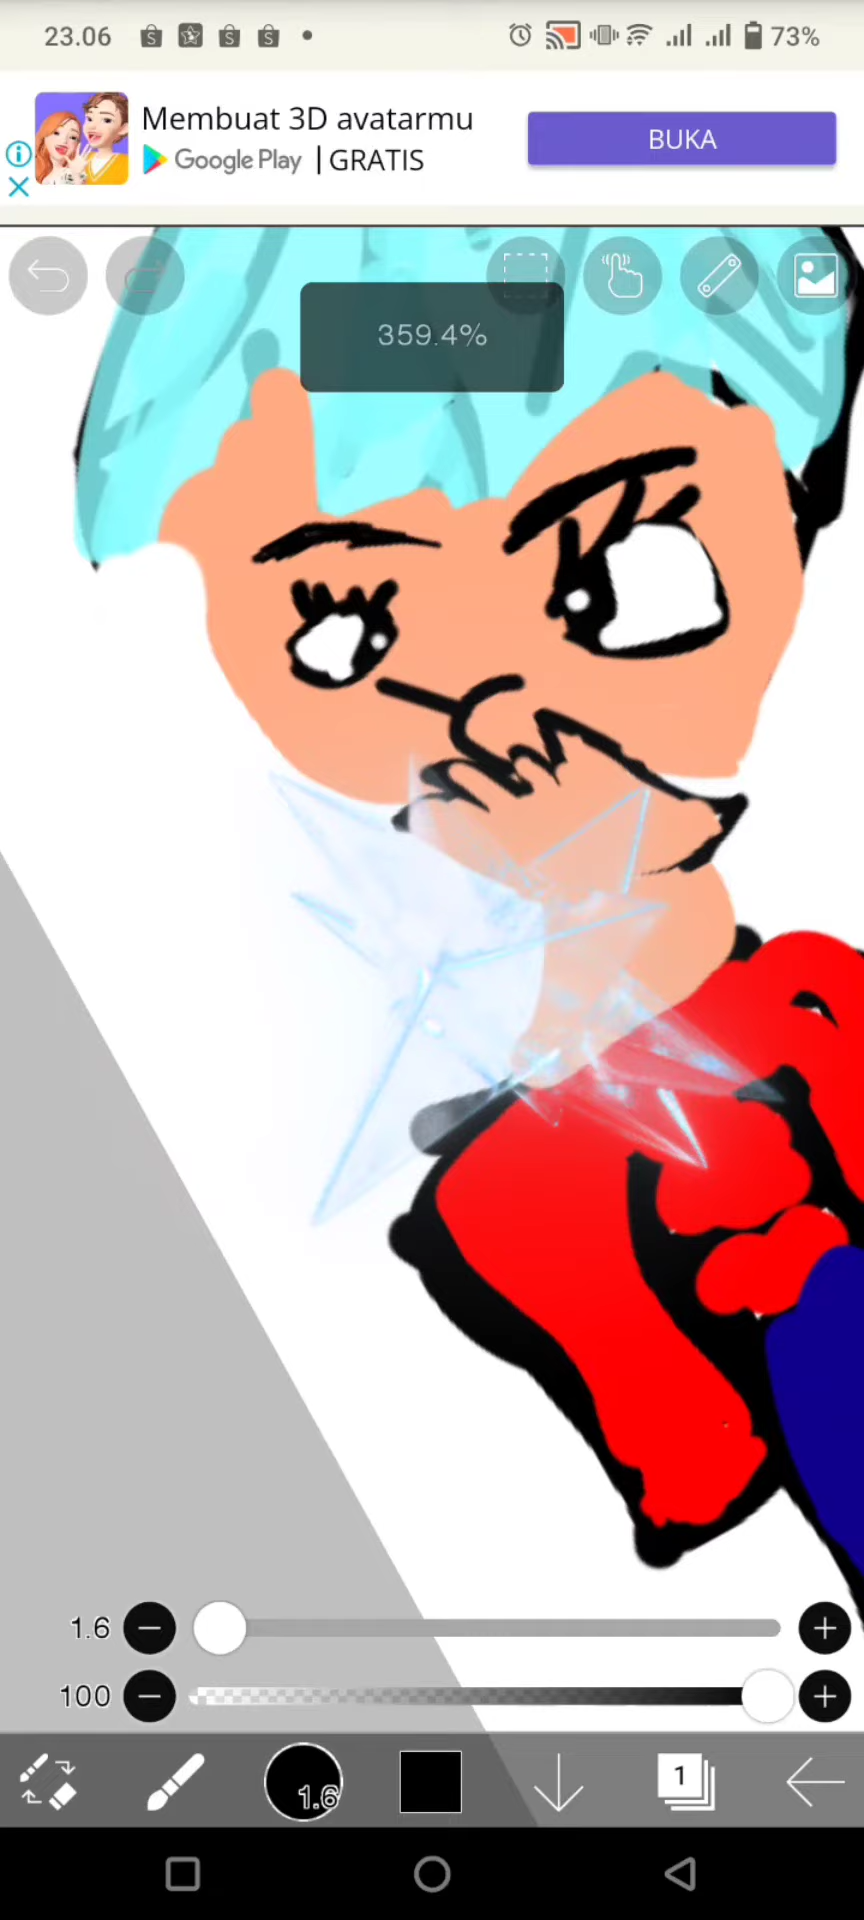 23.06 73%
Membuat 3D avatarmu
Google Play | GRATIS
BUKA
359.4%
1.6
100
1.6
1